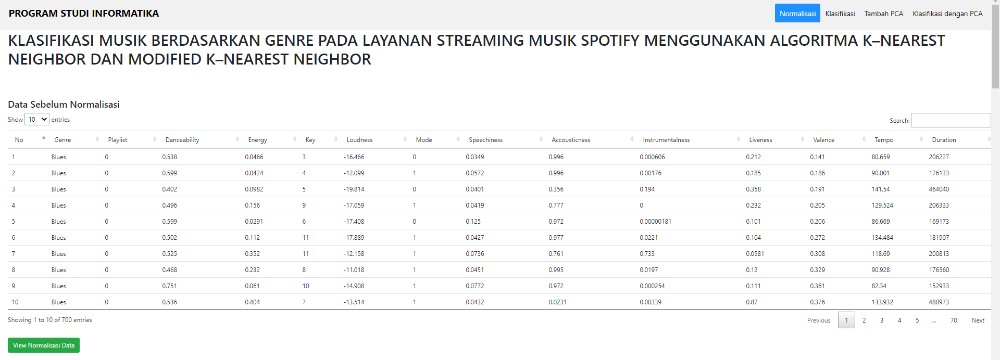 PROGRAM STUDI INFORMATIKA Normalisasi Klasifikasi Tambah PCA Klasifikasi dengan PCA
KLASIFIKASI MUSIK BERDASARKAN GENRE PADA LAYANAN STREAMING MUSIK SPOTIFY MENGGUNAKAN ALGORITMA K–NEAREST
NEIGHBOR DAN MODIFIED K–NEAREST NEIGHBOR
Data Sebelum Normalisasi
Show 10 entries Search:
No Genre Playlist Danceability Energy Key Loudness Mode Speechiness Accousticness Instrumentalness Liveness Valence Tempo Duration
1 Blues 0 0.538 0.0466 3 -16.466 0 0.0349 0.996 0.000606 0.212 0.141 80.659 206227
2 Blues 0 0.599 0.0424 4 -12.099 1 0.0572 0.996 0.00176 0.185 0.186 90.001 176133
3 Blues 0 0.402 0.0982 5 -19.814 0 0.0401 0.356 0.194 0.358 0.191 141.54 464040
4 Blues 0 0.496 0.156 9 -17.059 1 0.0419 0.777 0 0.232 0.205 129.524 206333
5 Blues 0 0.599 0.0291 6 -17.408 0 0.125 0.972 0.00000181 0.101 0.206 86.669 169173
6 Blues 0 0.502 0.112 11 -17.889 1 0.0427 0.977 0.0221 0.104 0.272 134.484 181907
7 Blues 0 0.525 0.352 11 -12.158 1 0.0736 0.761 0.733 0.0581 0.308 118.69 200813
8 Blues 0 0.468 0.232 8 -11.018 1 0.0451 0.995 0.0197 0.12 0.329 90.928 176560
9 Blues 0 0.751 0.061 10 -14.908 1 0.0772 0.972 0.000254 0.111 0.361 82.34 152933
10 Blues 0 0.536 0.404 7 -13.514 1 0.0432 0.0231 0.00339 0.87 0.376 133.932 480973
Showing 1 to 10 of 700 entries Previous 1 2 3 4 5 ... 70 Next
View Normalisasi Data